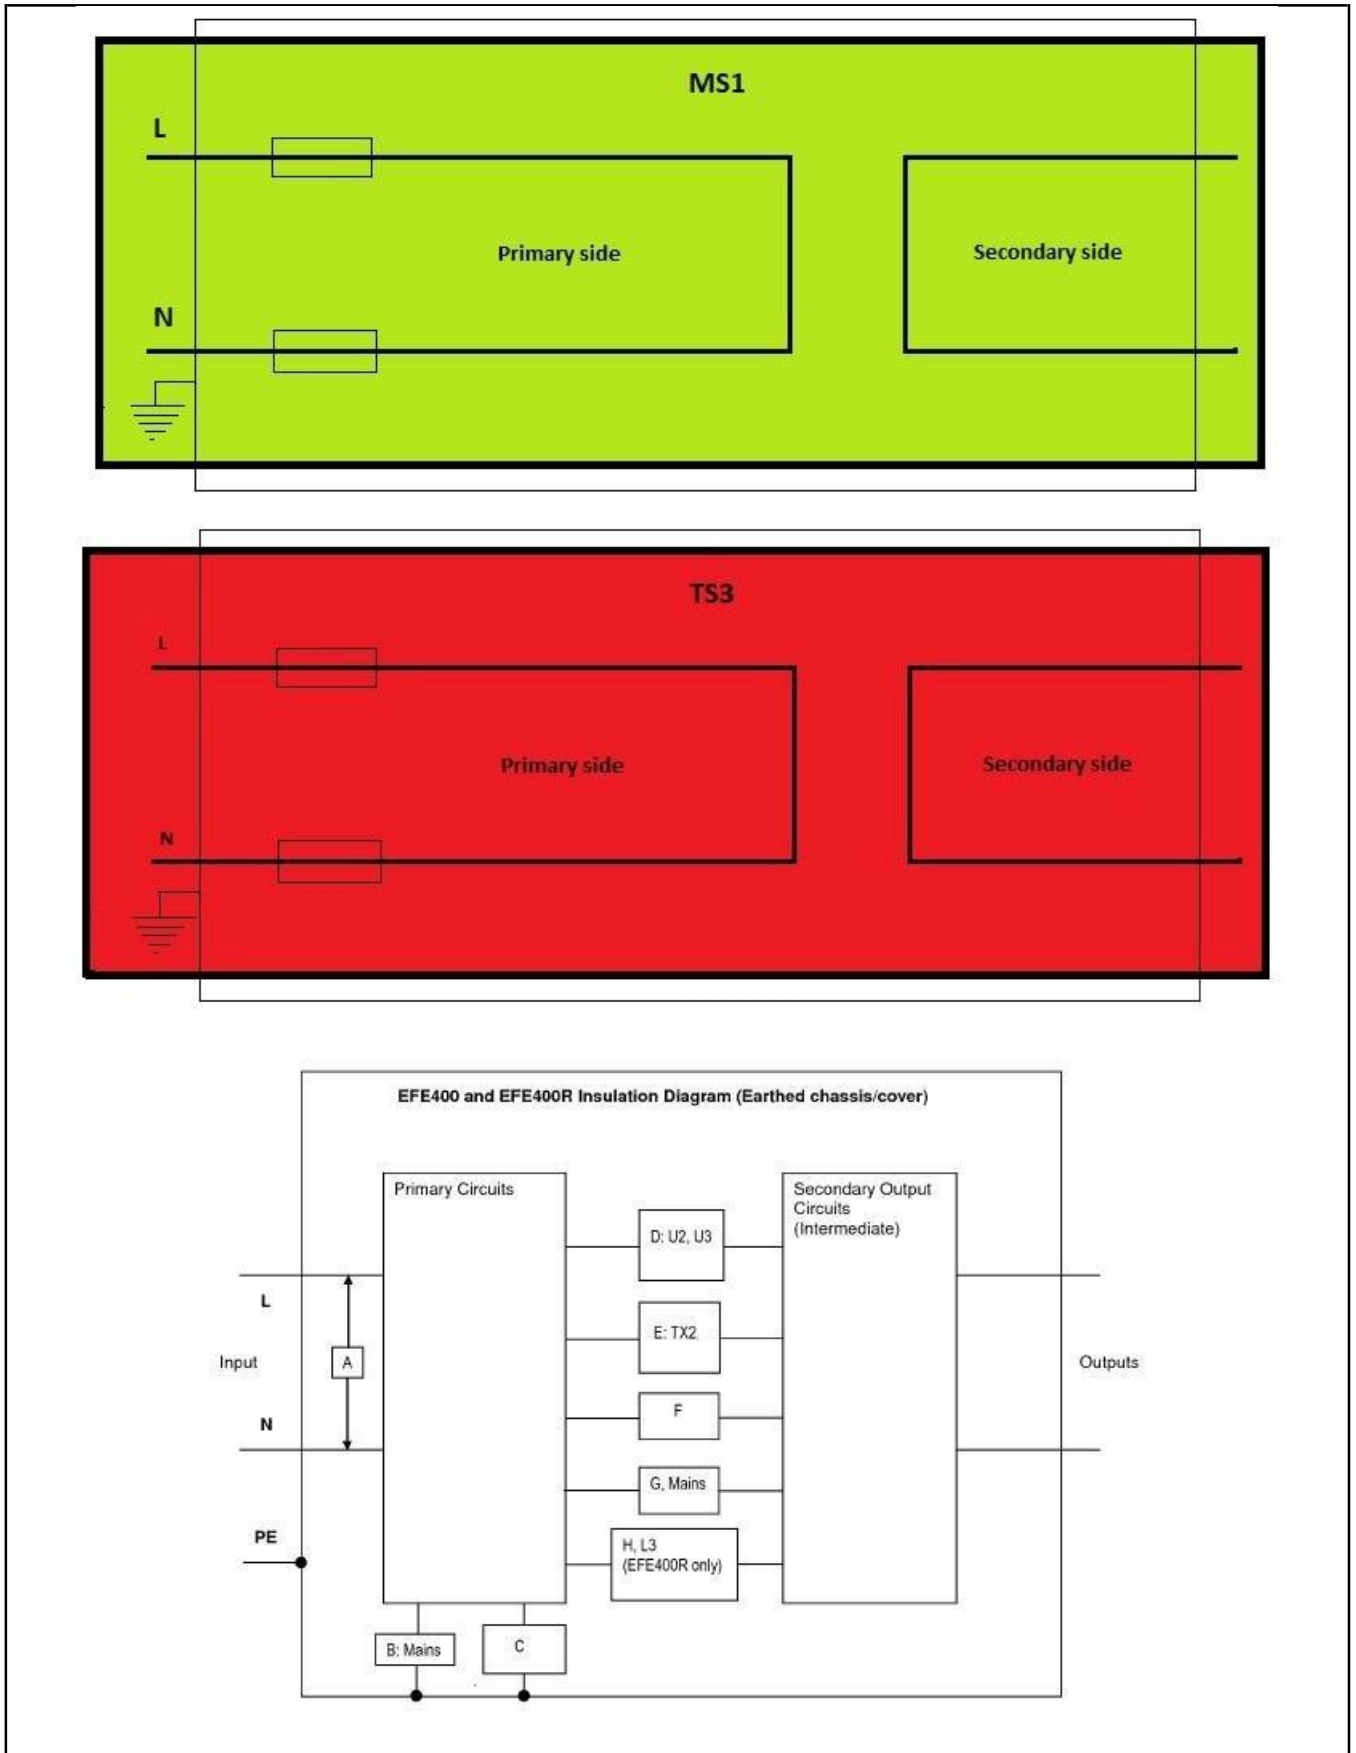 MS1
L
Primary side
Secondary side
N
TS3
L
Primary side
Secondary side
N
EFE400 and EFE400R Insulation Diagram (Earthed chassis/cover)
Primary Circuits
Secondary Output
Circuits
(Intermediate)
D: U2, U3
L
E: TX2
Input
A
Outputs
F
N
G, Mains
PE
H, L3
(EFE400R only)
B: Mains
C